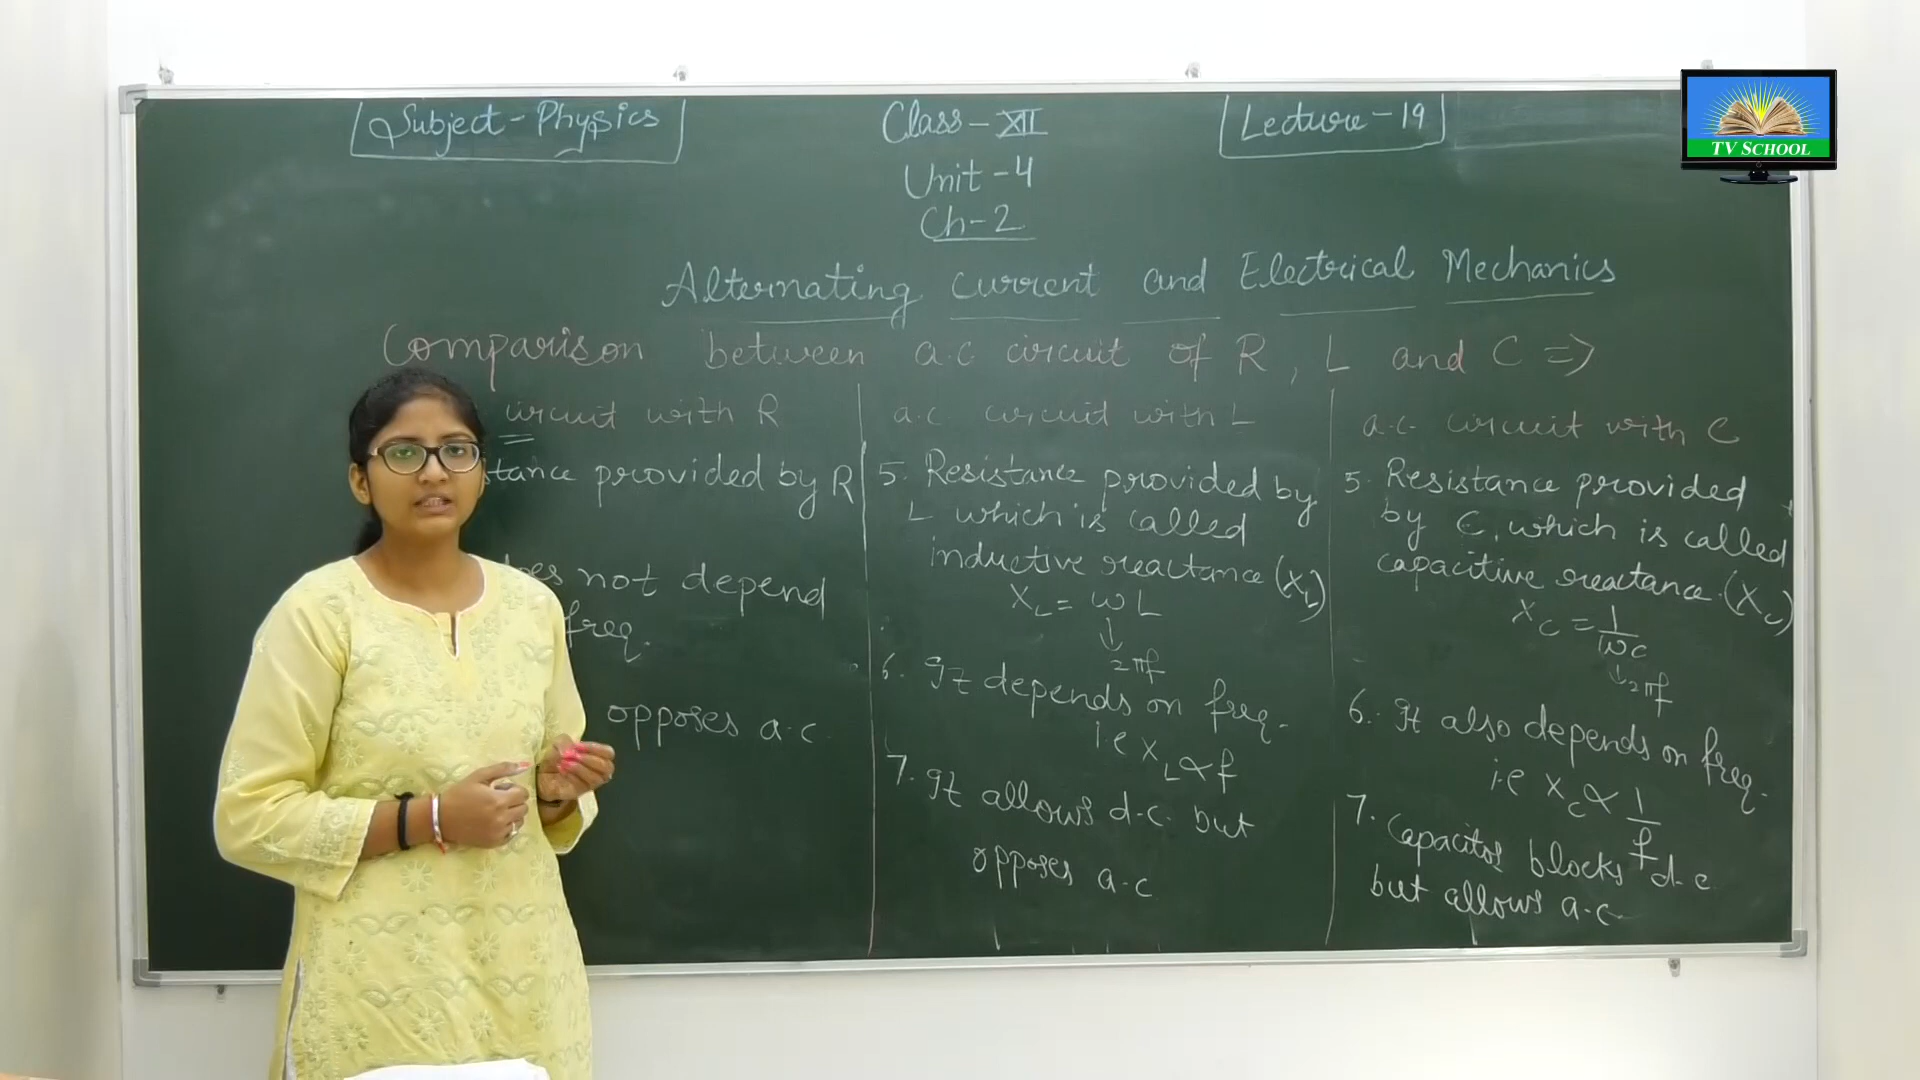 Subject - Physics
Class - XII
Lecture - 19
TV SCHOOL
Unit - 4
Ch - 2
Alternating current and Electrical Mechanics
Comparison between a.c circuit of R, L and C =>
circuit with R
tance provided by R
does not depend
freq.
opposes a.c.
a.c. circuit with L
5. Resistance provided by
L which is called
inductive reactance (XL)
XL = ωL
↓
2πf
6. It depends on freq.
i.e XL ∝ f
7. It allows d.c. but
opposes a.c
a.c. circuit with C
5. Resistance provided
by C, which is called
capacitive reactance. (Xc)
Xc = 1/ωc
↓ 2πf
6. It also depends on freq.
i.e Xc ∝ 1/f
7. Capacitor blocks d.c
but allows a.c.